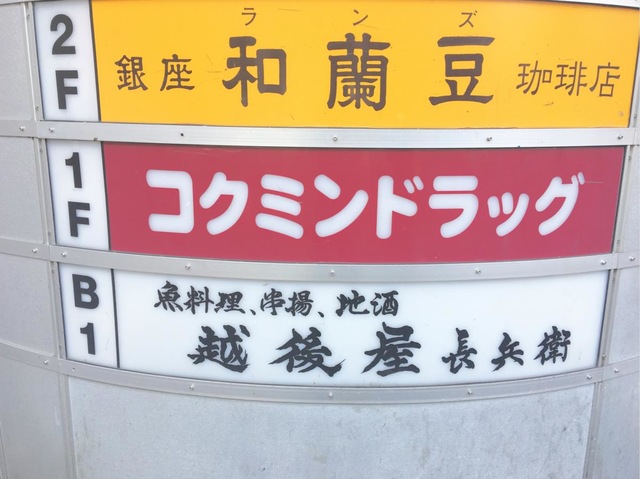 2F
ランズ
銀座 和蘭豆 珈琲店
1F
コクミンドラッグ
B1
魚料理、串揚、地酒
越後屋 長兵衛